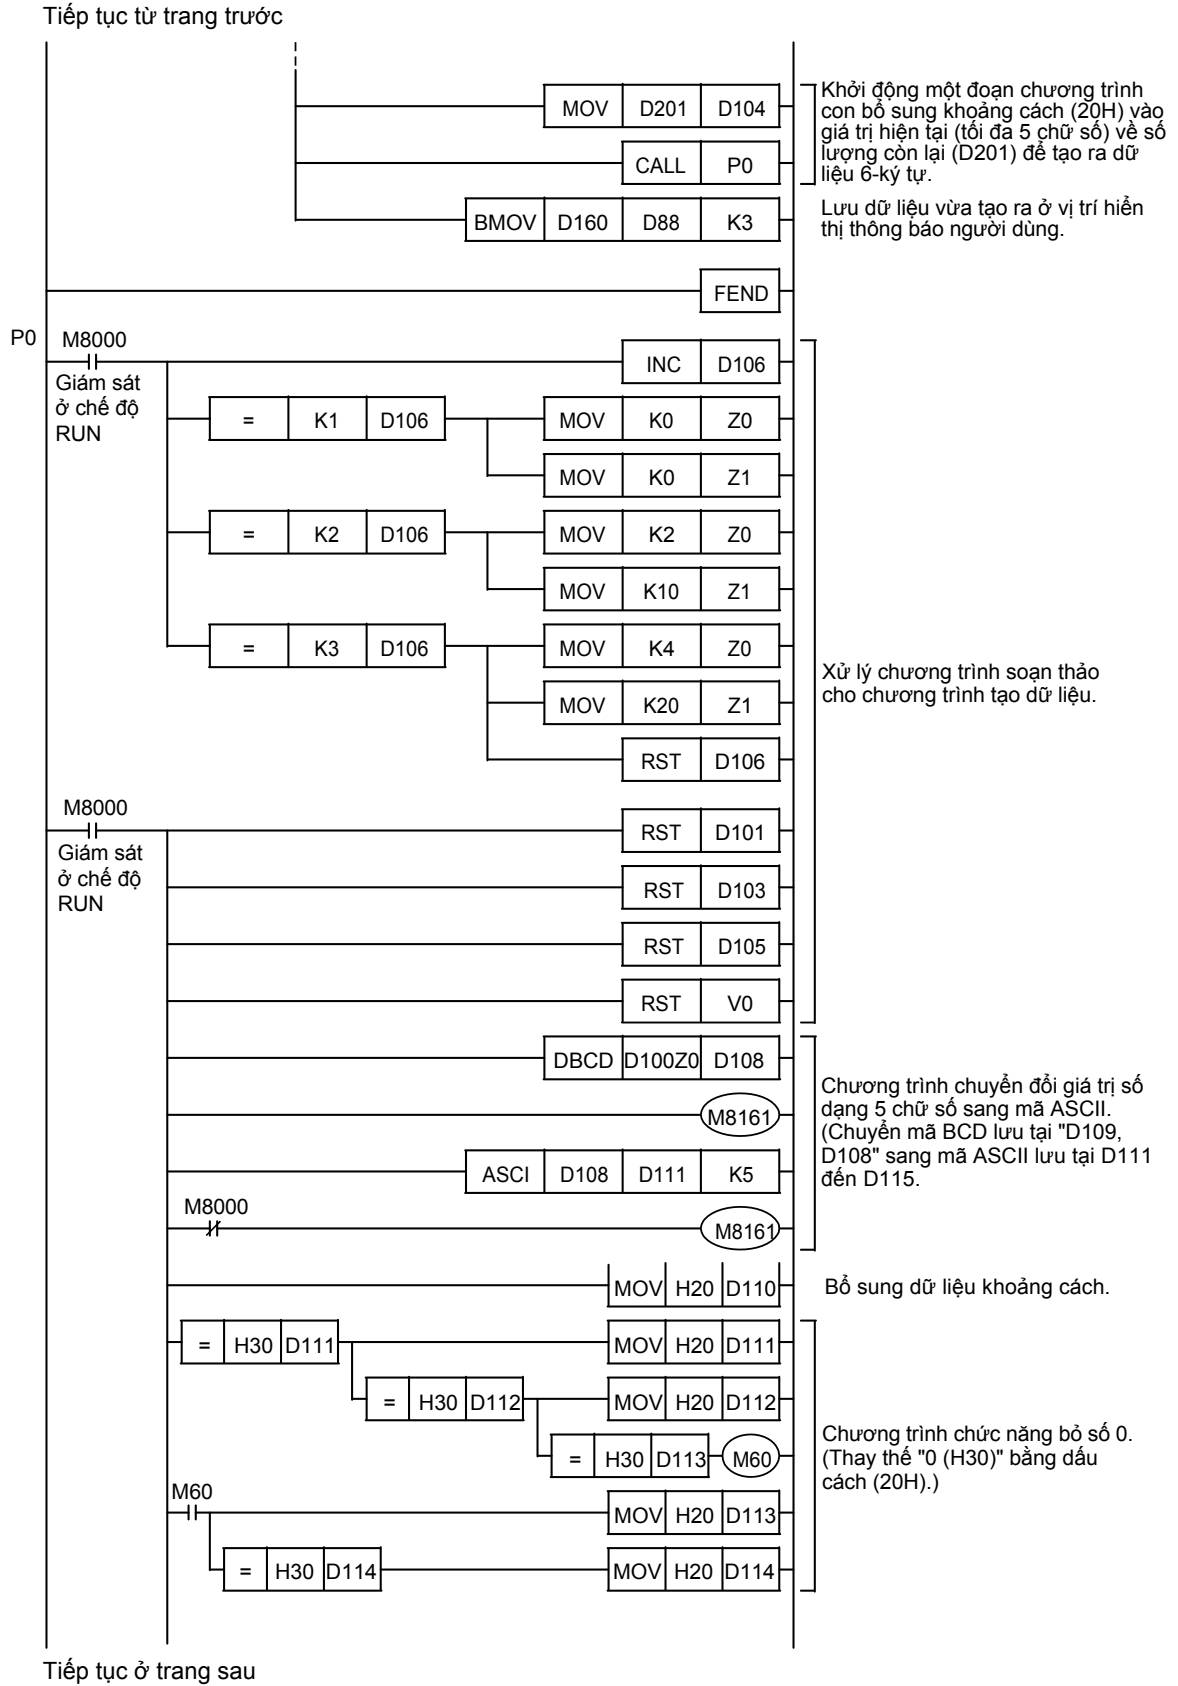 Tiếp tục từ trang trước
MOV D201 D104
Khởi động một đoạn chương trình
con bổ sung khoảng cách (20H) vào
giá trị hiện tại (tối đa 5 chữ số) về số
lượng còn lại (D201) để tạo ra dữ
liệu 6-ký tự.
CALL P0
BMOV D160 D88 K3
Lưu dữ liệu vừa tạo ra ở vị trí hiển
thị thông báo người dùng.
FEND
P0
M8000
Giám sát
ở chế độ
RUN
INC D106
= K1 D106 MOV K0 Z0
MOV K0 Z1
= K2 D106 MOV K2 Z0
MOV K10 Z1
= K3 D106 MOV K4 Z0
MOV K20 Z1
RST D106
Xử lý chương trình soạn thảo
cho chương trình tạo dữ liệu.
M8000
Giám sát
ở chế độ
RUN
RST D101
RST D103
RST D105
RST V0
DBCD D100Z0 D108
M8161
ASCI D108 D111 K5
M8000
M8161
Chương trình chuyển đổi giá trị số
dạng 5 chữ số sang mã ASCII.
(Chuyển mã BCD lưu tại "D109,
D108" sang mã ASCII lưu tại D111
đến D115.
MOV H20 D110
Bổ sung dữ liệu khoảng cách.
= H30 D111 MOV H20 D111
= H30 D112 MOV H20 D112
= H30 D113 M60
Chương trình chức năng bỏ số 0.
(Thay thế "0 (H30)" bằng dấu
cách (20H).)
M60
MOV H20 D113
= H30 D114 MOV H20 D114
Tiếp tục ở trang sau